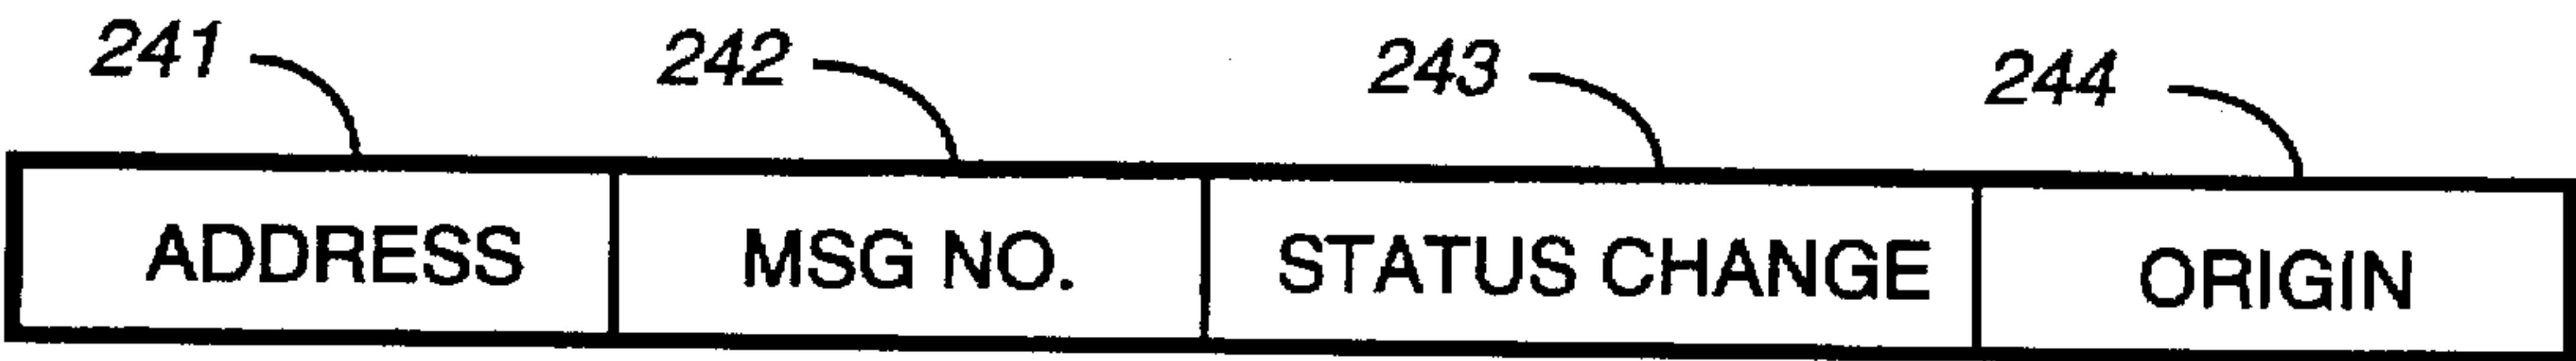 241 242 243 244
ADDRESS MSG NO. STATUS CHANGE ORIGIN